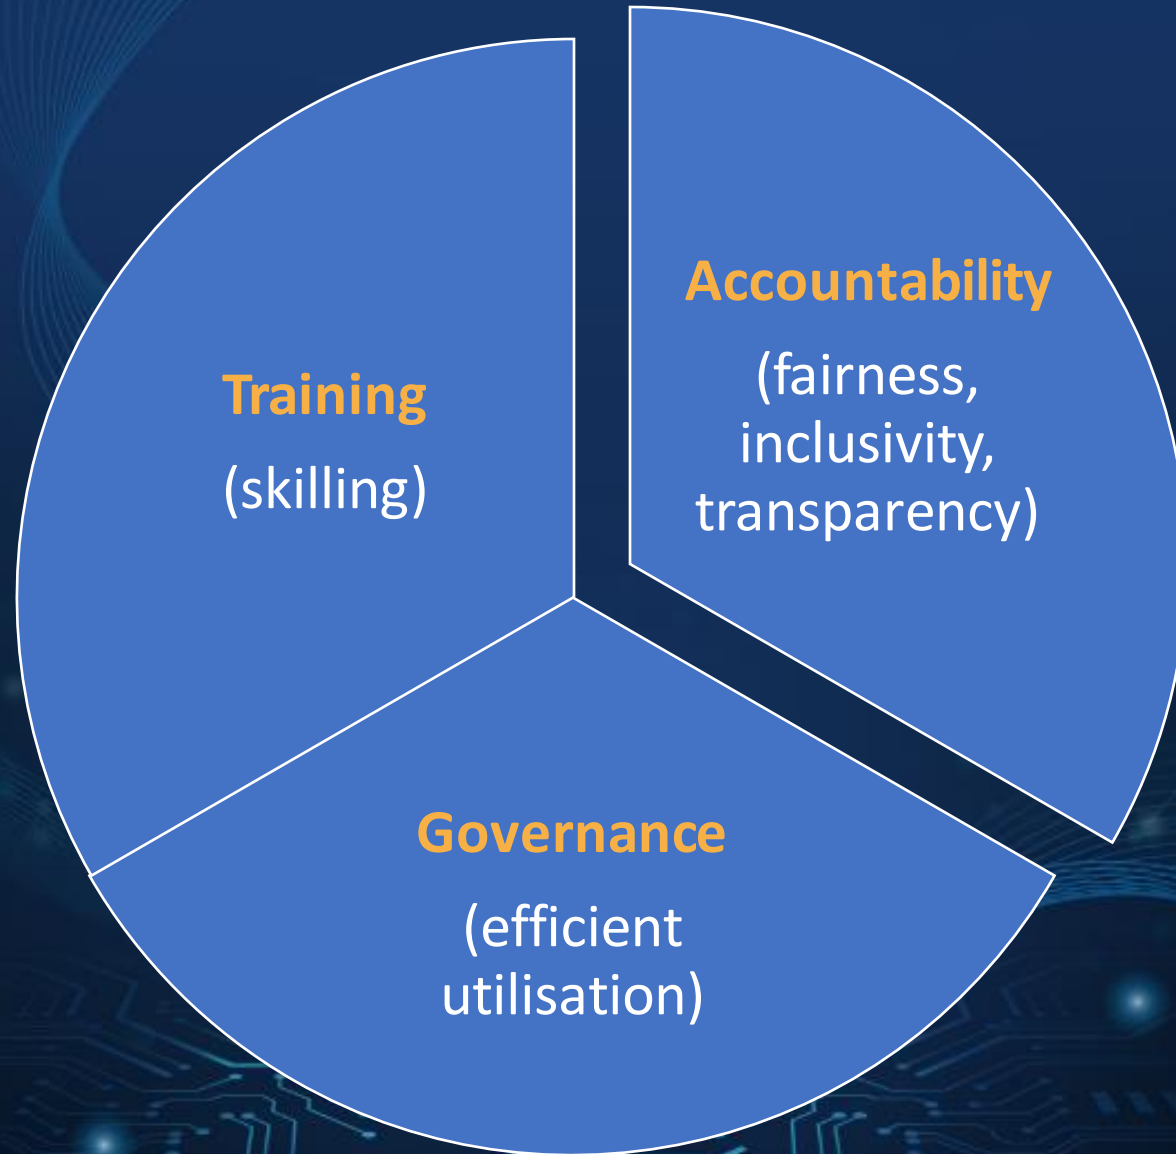 Training
(skilling)
Accountability
(fairness,
inclusivity,
transparency)
Governance
(efficient
utilisation)